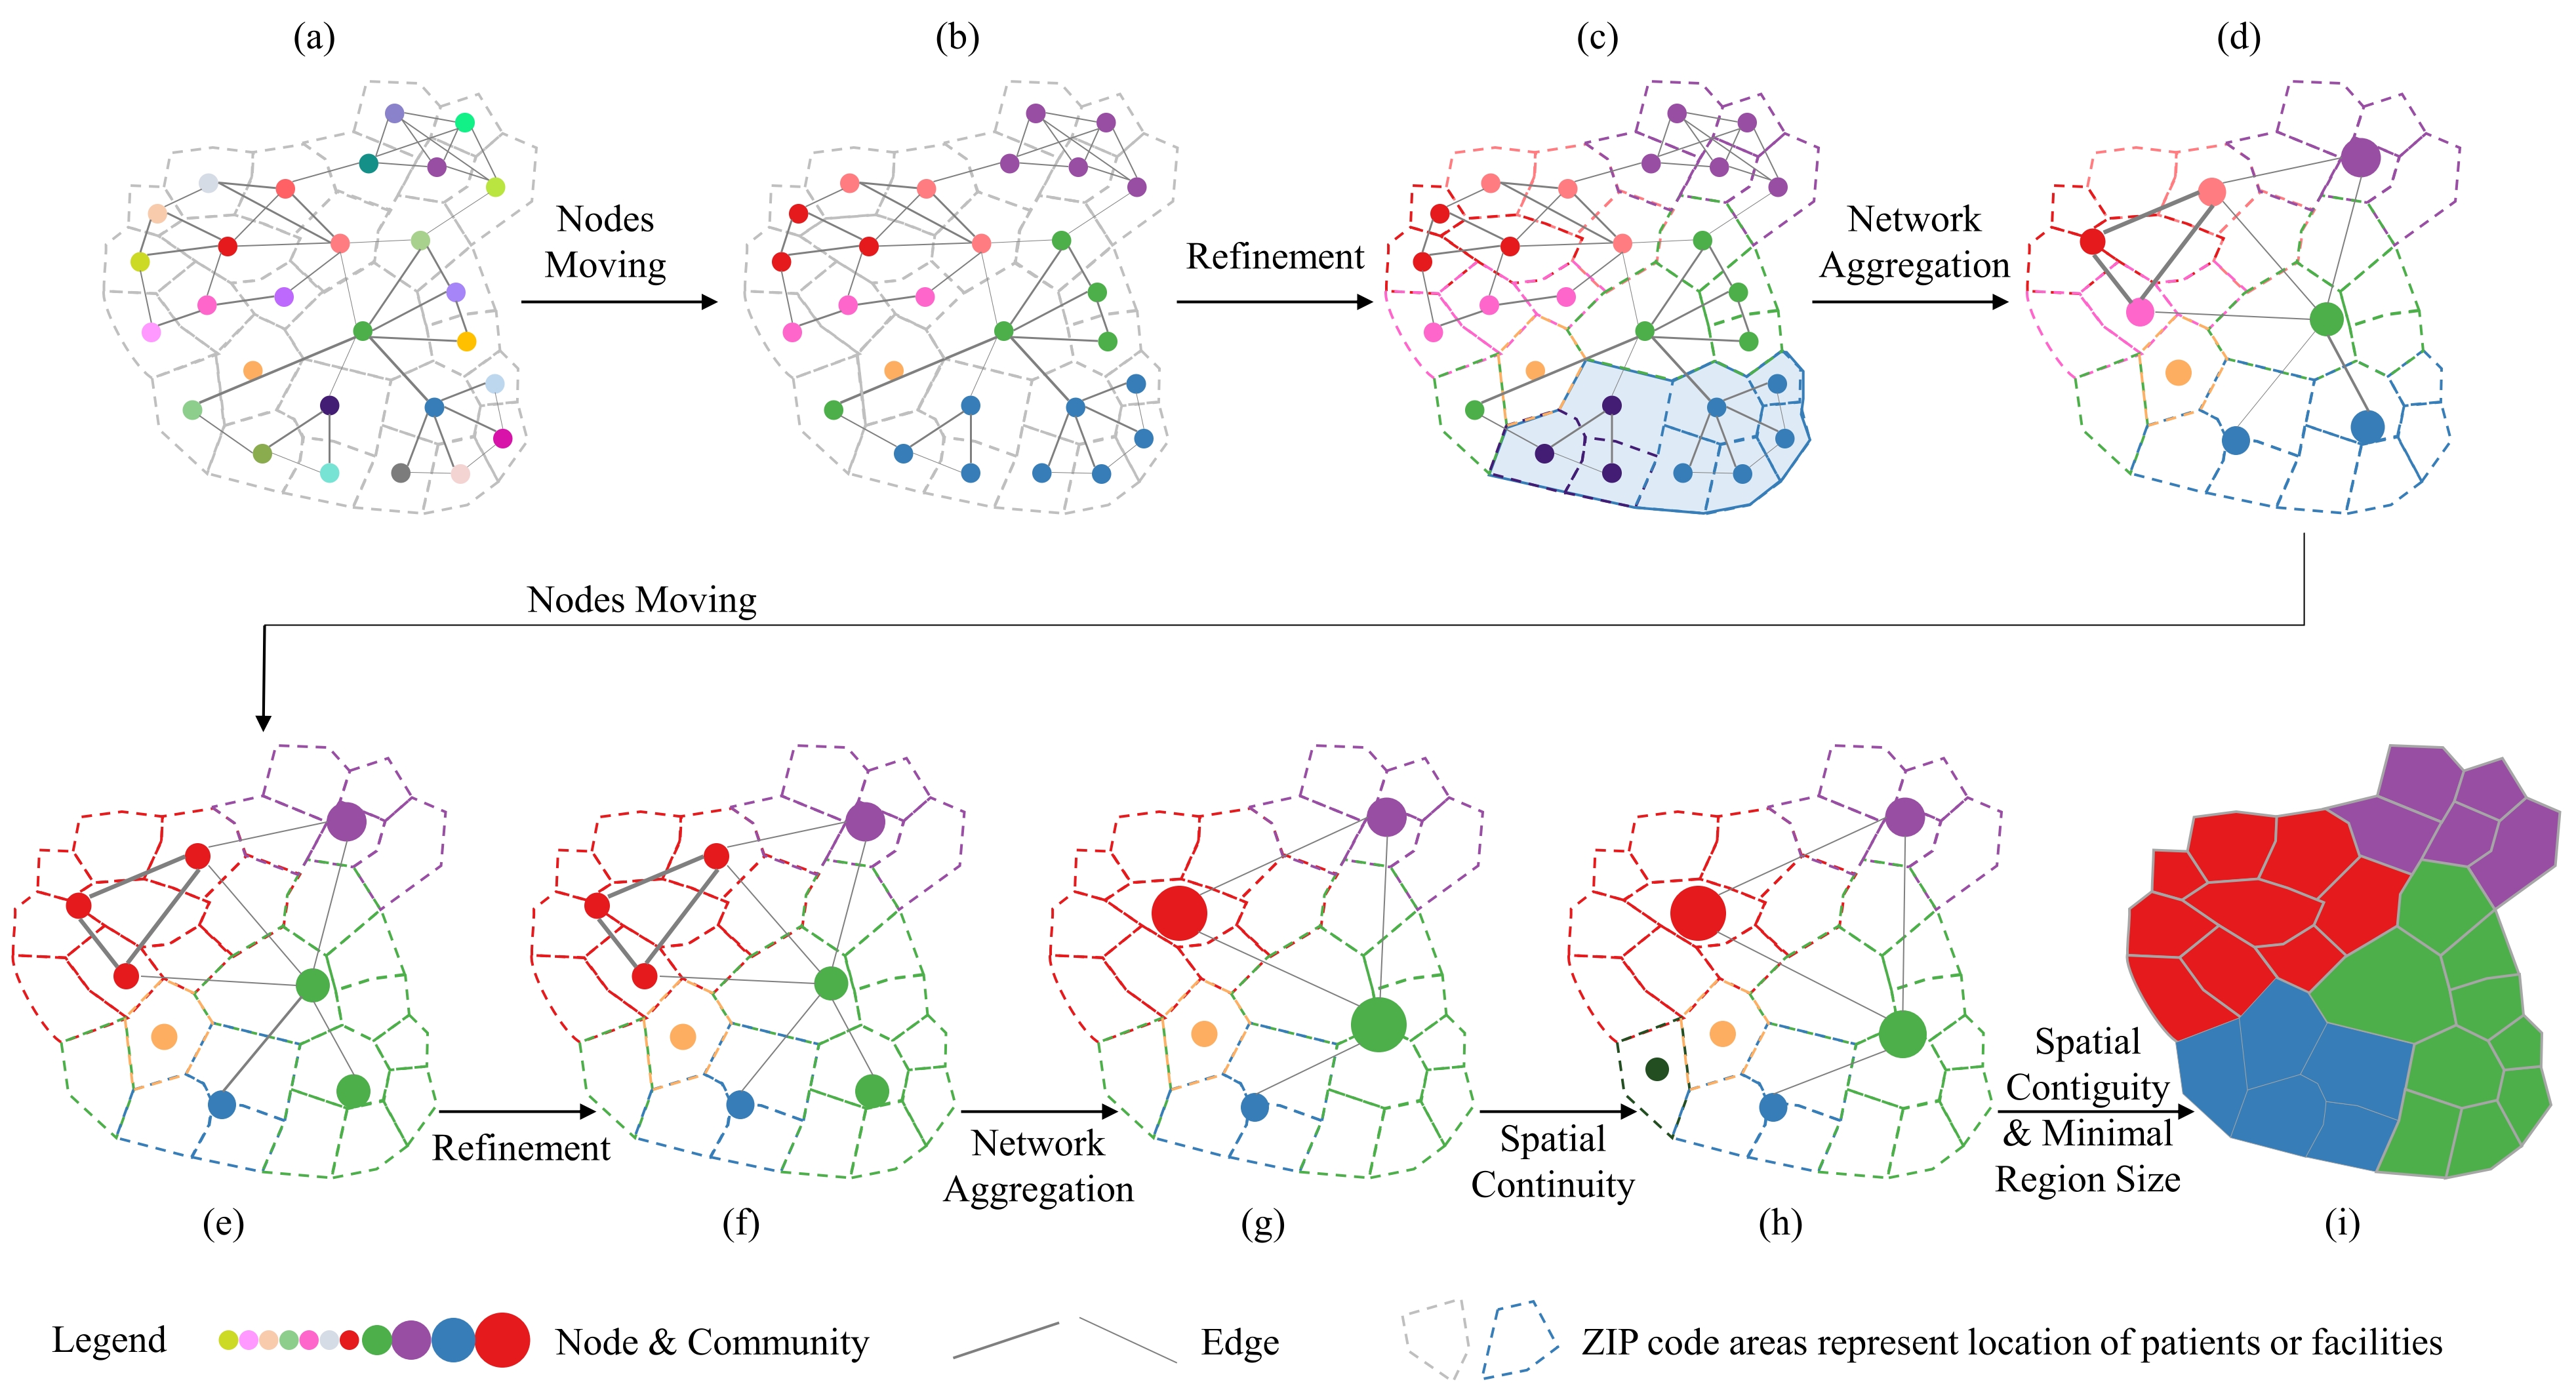 (a)
(b)
(c)
(d)
Nodes
Moving
Refinement
Network
Aggregation
Nodes Moving
Refinement
Network
Aggregation
Spatial
Continuity
Spatial
Contiguity
& Minimal
Region Size
(e)
(f)
(g)
(h)
(i)
Legend
Node & Community
Edge
ZIP code areas represent location of patients or facilities